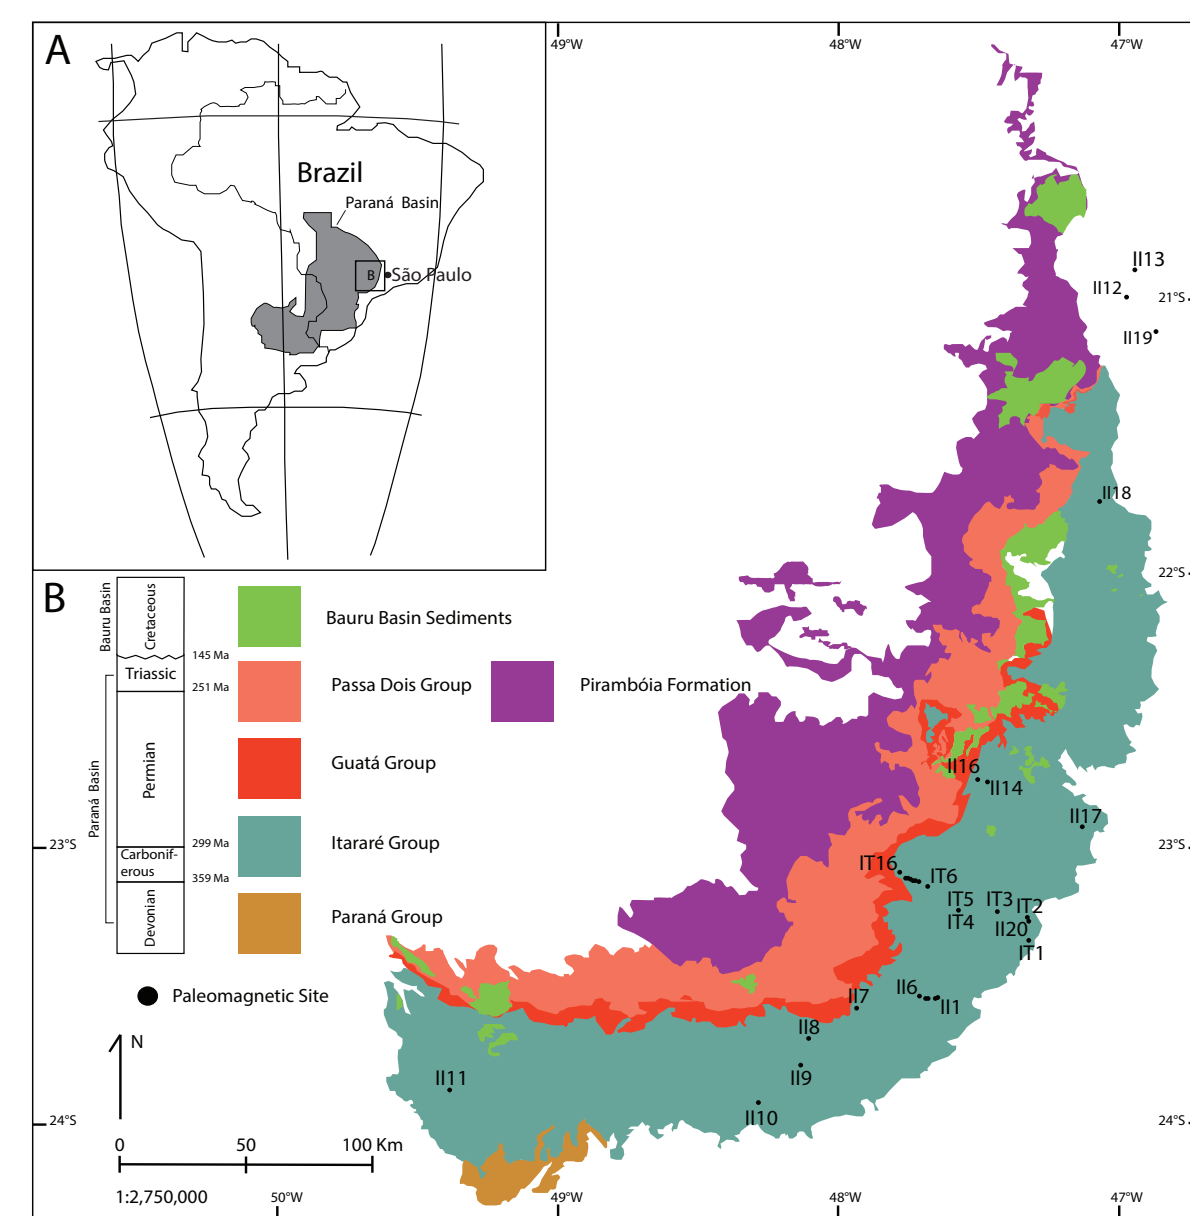 A
Brazil
Paraná Basin
B
São Paulo
49°W
48°W
47°W
II13
II12
21°S
II19
II18
22°S
B
Bauru Basin
Cretaceous
145 Ma
Triassic
251 Ma
Paraná Basin
Permian
299 Ma
Carbonif-
erous
359 Ma
Devonian
Bauru Basin Sediments
Passa Dois Group
Pirambóia Formation
Guatá Group
Itararé Group
Paraná Group
Paleomagnetic Site
II16
II14
II17
23°S
23°S
IT16
IT6
IT5
IT4
IT3
IT2
II20
IT1
II6
II1
II7
II8
II9
II10
II11
N
24°S
24°S
0
50
100 Km
1:2,750,000
50°W
49°W
48°W
47°W